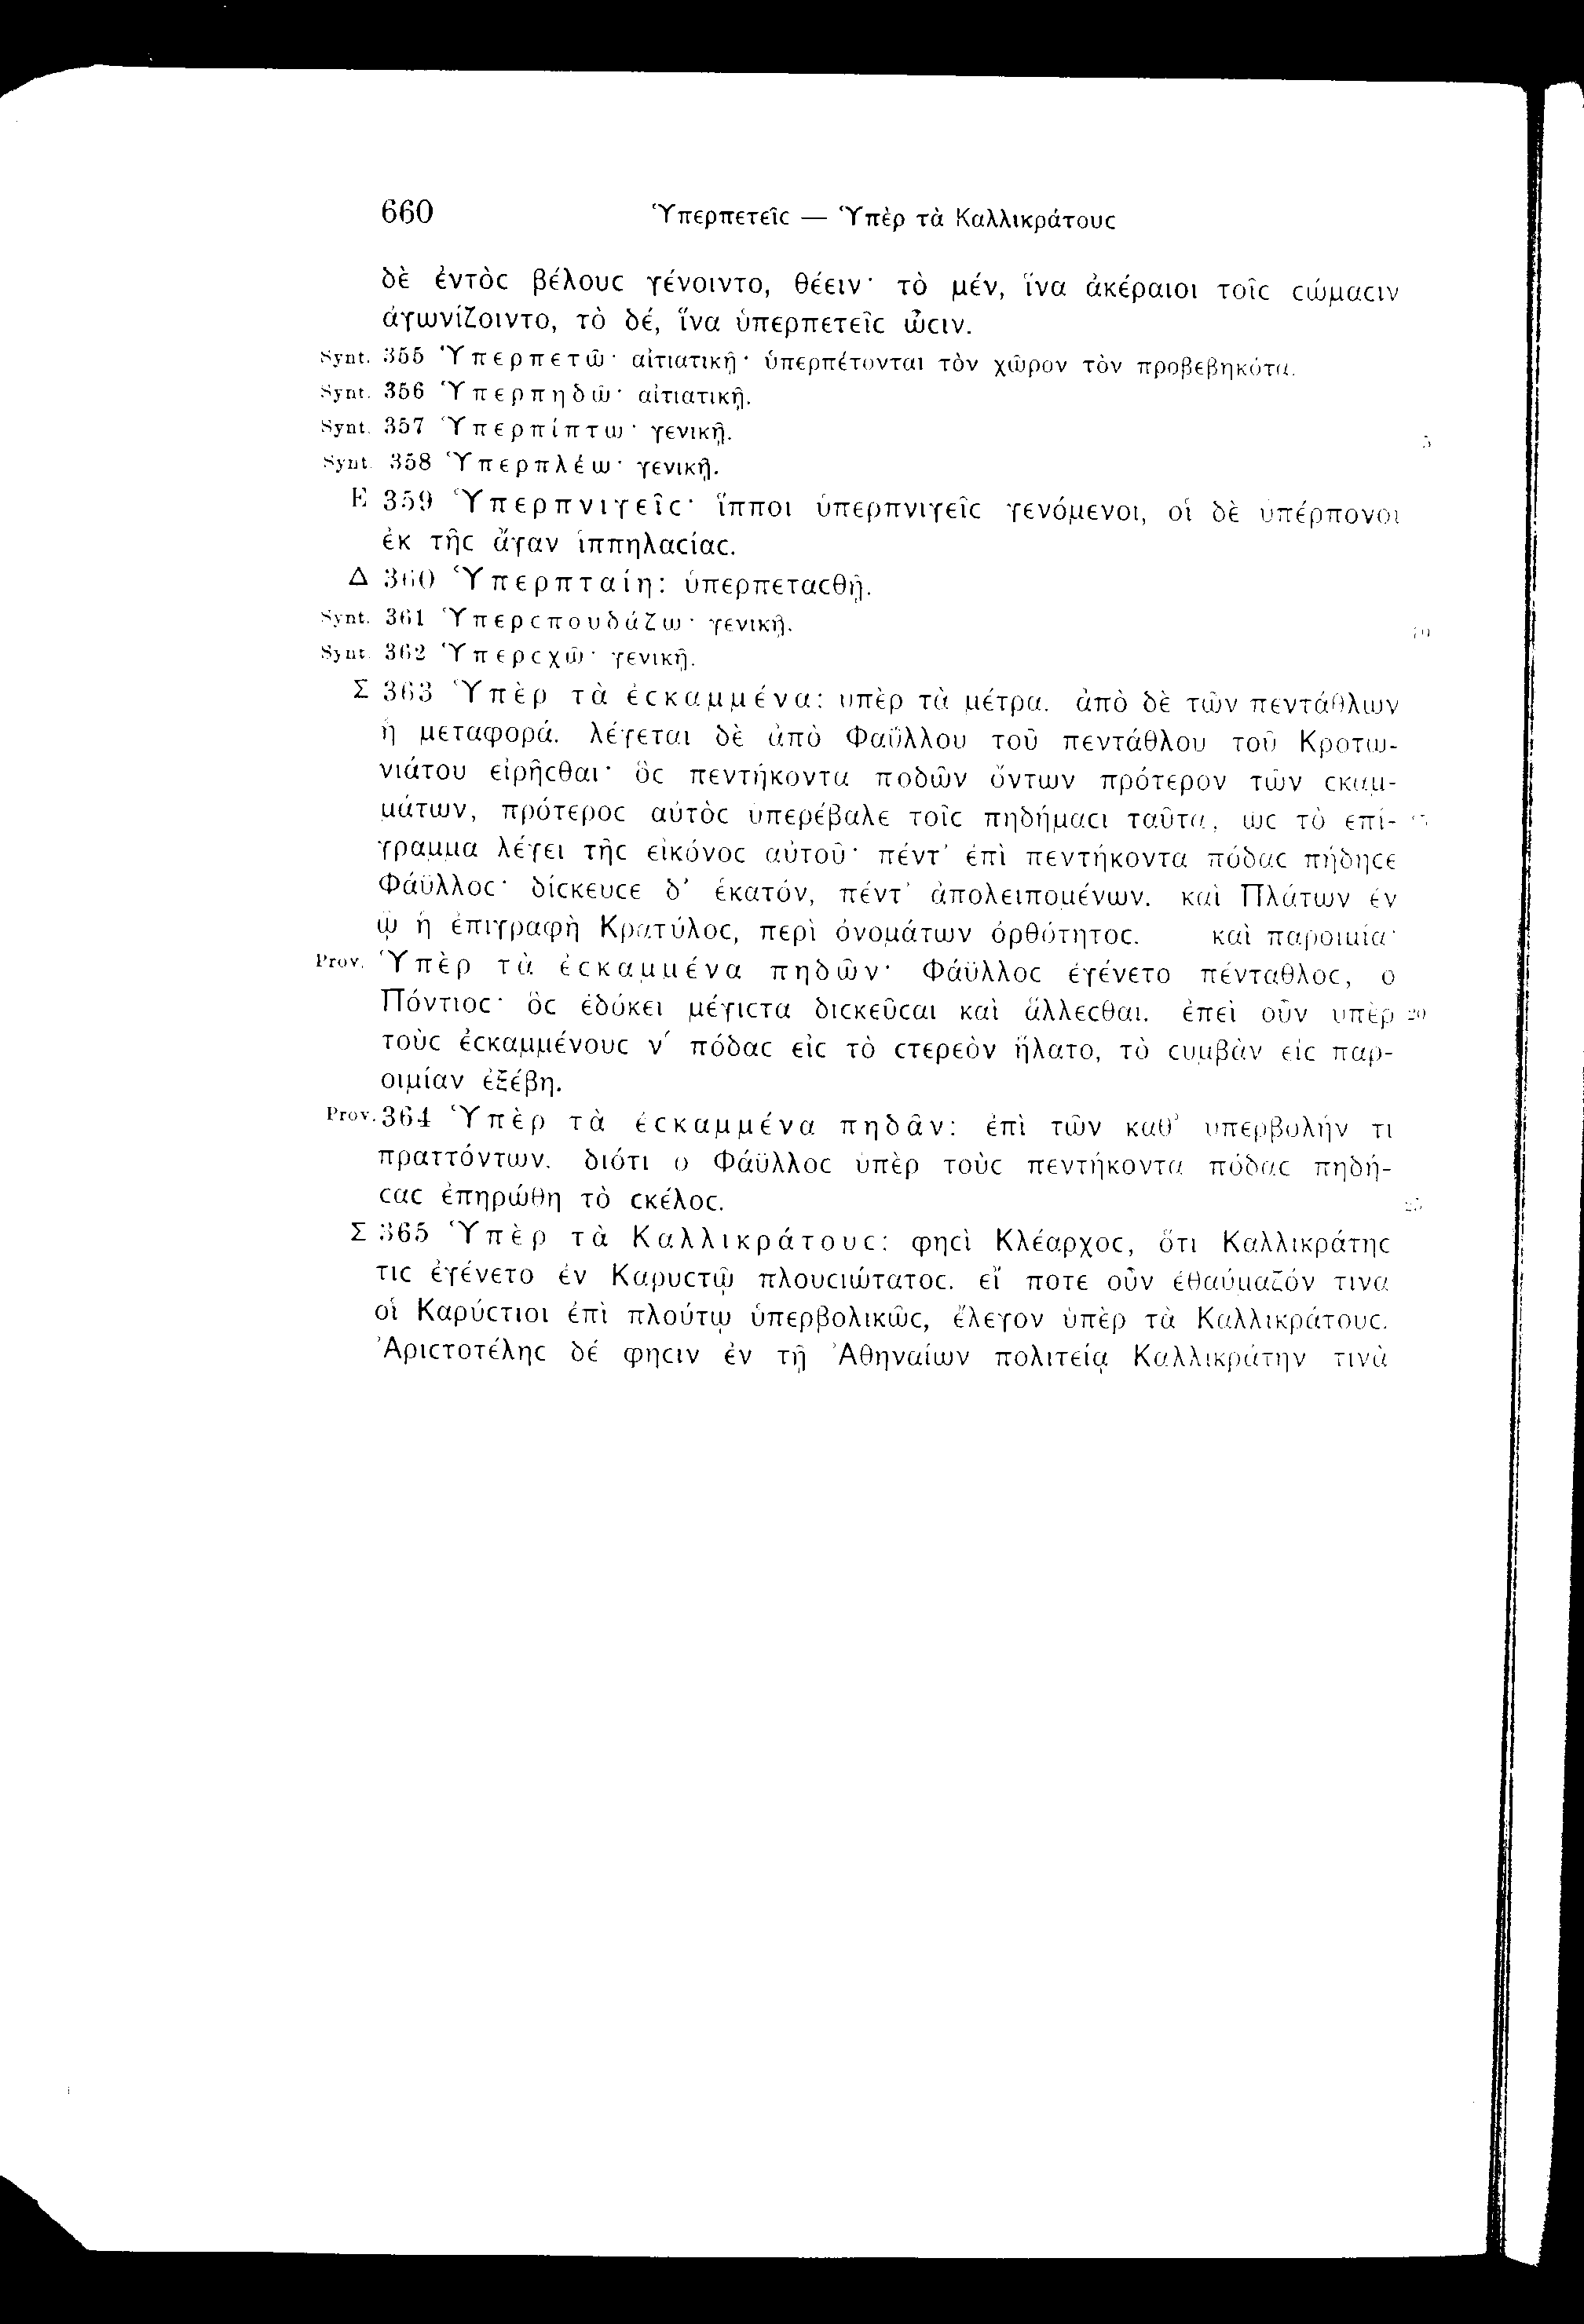 660 Ὑπερπετεῖϲ — Ὑπὲρ τὰ Καλλικράτουϲ
δὲ ἐντὸϲ βέλουϲ γένοιντο, θέειν· τὸ μέν, ἵνα ἀκέραιοι τοῖϲ ϲώμαϲιν
ἀγωνίζοιντο, τὸ δέ, ἵνα ὑπερπετεῖϲ ὦϲιν.
Synt. 355 Ὑπερπετῶ· αἰτιατικῇ· ὑπερπέτονται τὸν χῶρον τὸν προβεβηκότα.
Synt. 356 Ὑπερπηδῶ· αἰτιατικῇ.
Synt. 357 Ὑπερπίπτω· γενικῇ. 5
Synt. 358 Ὑπερπλέω· γενικῇ.
E 359 Ὑπερπνιγεῖϲ· ἵπποι ὑπερπνιγεῖϲ γενόμενοι, οἱ δὲ ὑπέρπονοι
ἐκ τῆϲ ἄγαν ἱππηλαϲίαϲ.
Δ 360 Ὑπερπταίη: ὑπερπεταϲθῇ.
Synt. 361 Ὑπερϲπουδάζω· γενικῇ. 10
Synt. 362 Ὑπερϲχῶ· γενικῇ.
Σ 363 Ὑπὲρ τὰ ἐϲκαμμένα: ὑπὲρ τὰ μέτρα. ἀπὸ δὲ τῶν πεντάθλων
ἡ μεταφορά. λέγεται δὲ ἀπὸ Φαΰλλου τοῦ πεντάθλου τοῦ Κροτω-
νιάτου εἰρῆϲθαι· ὃϲ πεντήκοντα ποδῶν ὄντων πρότερον τῶν ϲκαμ-
μάτων, πρότεροϲ αὐτὸϲ ὑπερέβαλε τοῖϲ πηδήμαϲι ταῦτα, ὡϲ τὸ ἐπί-
γραμμα λέγει τῆϲ εἰκόνοϲ αὐτοῦ· πέντ’ ἐπὶ πεντήκοντα πόδαϲ πήδηϲε
Φάϋλλοϲ· δίϲκευϲε δ’ ἑκατόν, πέντ’ ἀπολειπομένων. καὶ Πλάτων ἐν
ᾧ ἡ ἐπιγραφὴ Κρατύλοϲ, περὶ ὀνομάτων ὀρθότητοϲ. καὶ παροιμία·
Prov. Ὑπὲρ τὰ ἐϲκαμμένα πηδῶν· Φάϋλλοϲ ἐγένετο πένταθλοϲ, ὁ
Πόντιοϲ· ὃϲ ἐδόκει μέγιϲτα διϲκεῦϲαι καὶ ἅλλεϲθαι. ἐπεὶ οὖν ὑπὲρ 20
τοὺϲ ἐϲκαμμένουϲ ν΄ πόδαϲ εἰϲ τὸ ϲτερεὸν ἥλατο, τὸ ϲυμβὰν εἰϲ παρ-
οιμίαν ἐξέβη.
Prov. 364 Ὑπὲρ τὰ ἐϲκαμμένα πηδᾶν: ἐπὶ τῶν καθ’ ὑπερβολήν τι
πραττόντων. διότι ὁ Φάϋλλοϲ ὑπὲρ τοὺϲ πεντήκοντα πόδαϲ πηδή-
ϲαϲ ἐπηρώθη τὸ ϲκέλοϲ. 25
Σ 365 Ὑπὲρ τὰ Καλλικράτουϲ: φηϲὶ Κλέαρχοϲ, ὅτι Καλλικράτηϲ
τιϲ ἐγένετο ἐν Καρυϲτῷ πλουϲιώτατοϲ. εἴ ποτε οὖν ἐθαύμαζόν τινα
οἱ Καρύϲτιοι ἐπὶ πλούτῳ ὑπερβολικῶϲ, ἔλεγον ὑπὲρ τὰ Καλλικράτουϲ.
Ἀριϲτοτέληϲ δέ φηϲιν ἐν τῇ Ἀθηναίων πολιτείᾳ Καλλικράτην τινὰ